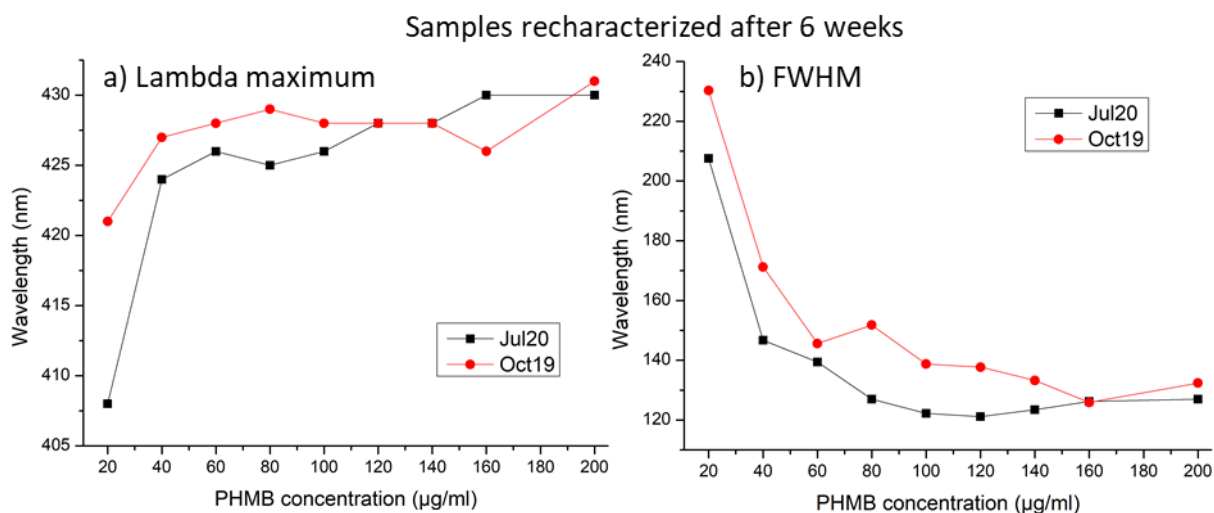 Samples recharacterized after 6 weeks
a) Lambda maximum
Wavelength (nm)
430
425
420
415
410
405
Jul20
Oct19
20 40 60 80 100 120 140 160 180 200
PHMB concentration (µg/ml)
b) FWHM
Wavelength (nm)
240
220
200
180
160
140
120
Jul20
Oct19
20 40 60 80 100 120 140 160 180 200
PHMB concentration (µg/ml)